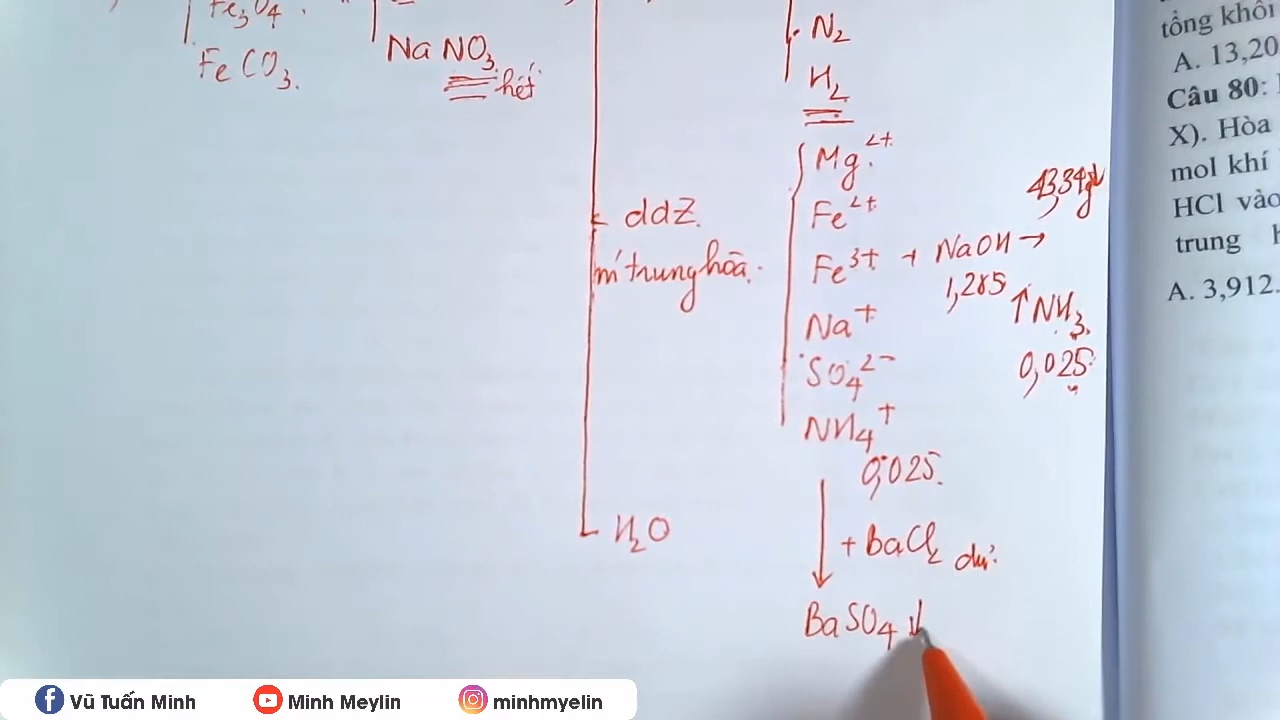 Fe3O4.
FeCO3.
NaNO3.
hết
N2
H2
ddZ.
m' trung hòa.
Mg2+
Fe2+
Fe3+ + NaOH →
1,285
43,34g↓
↑NH3
0,025
Na+
SO4 2-
NH4+
0,025.
H2O
+ BaCl2 dư
BaSO4 ↓
tổng khối
A. 13,20
Câu 80:
X). Hòa
mol khí
HCl vào
trung
A. 3,912.
Vũ Tuấn Minh
Minh Meylin
minhmyelin